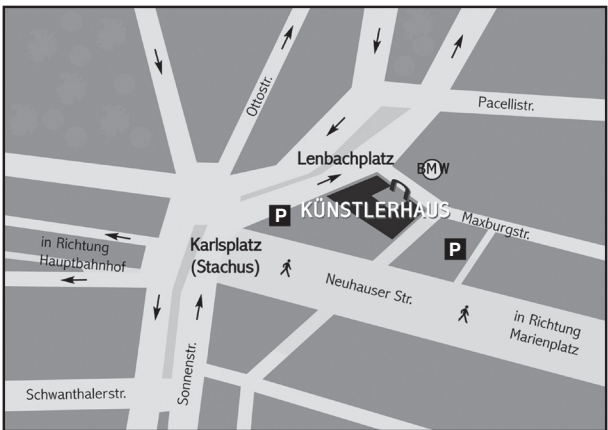 Ottostr.
Pacellistr.
Lenbachplatz
BMW
P
KÜNSTLERHAUS
Maxburgstr.
P
in Richtung
Hauptbahnhof
Karlsplatz
(Stachus)
Neuhauser Str.
in Richtung
Marienplatz
Sonnenstr.
Schwanthalerstr.